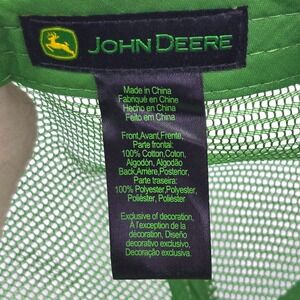 JOHN DEERE
Made in China
Fabriqué en China
Hecho en China
Feito em China
Front,Avant,Frente,
Parte frontal:
100% Cotton,Coton,
Algodón, Algodão
Back,Arrière,Posterior,
Parte traseira:
100% Polyester,Polyester,
Poliéster, Poliéster
Exclusive of decoration,
A l'exception de la
décoration, Diseño
decorativo exclusivo,
Decoração exclusiva.